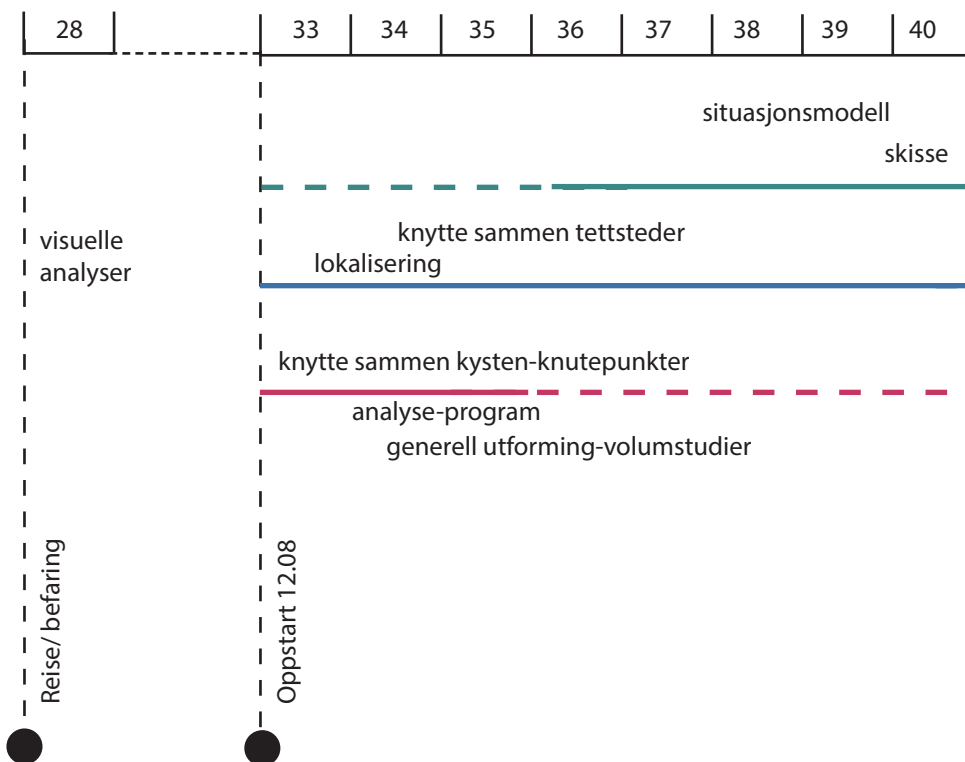 28 33 34 35 36 37 38 39 40
situasjonsmodell
skisse
visuelle
analyser
knytte sammen tettsteder
lokalisering
knytte sammen kysten-knutepunkter
analyse-program
generell utforming-volumstudier
Reise/ befaring
Oppstart 12.08